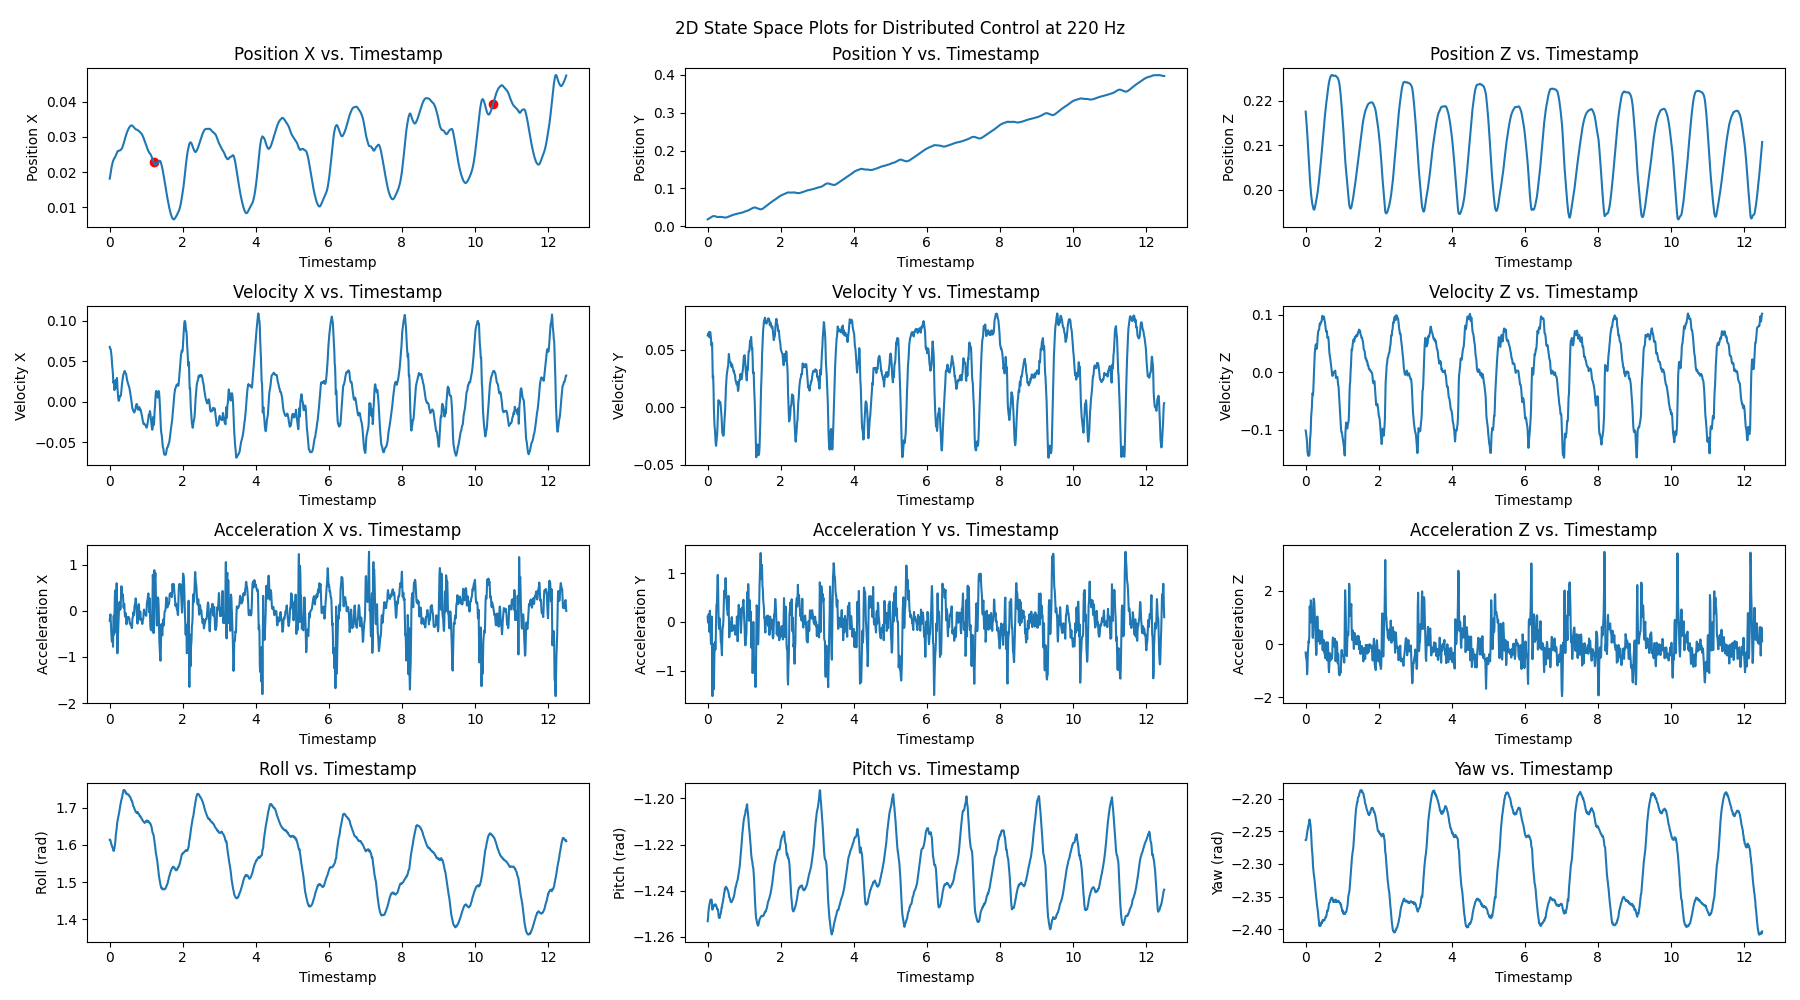 2D State Space Plots for Distributed Control at 220 Hz
Position X vs. Timestamp
Position X
0.04
0.03
0.02
0.01
0 2 4 6 8 10 12
Timestamp
Position Y vs. Timestamp
Position Y
0.4
0.3
0.2
0.1
0.0
0 2 4 6 8 10 12
Timestamp
Position Z vs. Timestamp
Position Z
0.22
0.21
0.20
0 2 4 6 8 10 12
Timestamp
Velocity X vs. Timestamp
Velocity X
0.10
0.05
0.00
−0.05
0 2 4 6 8 10 12
Timestamp
Velocity Y vs. Timestamp
Velocity Y
0.05
0.00
−0.05
0 2 4 6 8 10 12
Timestamp
Velocity Z vs. Timestamp
Velocity Z
0.1
0.0
−0.1
0 2 4 6 8 10 12
Timestamp
Acceleration X vs. Timestamp
Acceleration X
1
0
−1
−2
0 2 4 6 8 10 12
Timestamp
Acceleration Y vs. Timestamp
Acceleration Y
1
0
−1
0 2 4 6 8 10 12
Timestamp
Acceleration Z vs. Timestamp
Acceleration Z
2
0
−2
0 2 4 6 8 10 12
Timestamp
Roll vs. Timestamp
Roll (rad)
1.7
1.6
1.5
1.4
0 2 4 6 8 10 12
Timestamp
Pitch vs. Timestamp
Pitch (rad)
−1.20
−1.22
−1.24
−1.26
0 2 4 6 8 10 12
Timestamp
Yaw vs. Timestamp
Yaw (rad)
−2.20
−2.25
−2.30
−2.35
−2.40
0 2 4 6 8 10 12
Timestamp